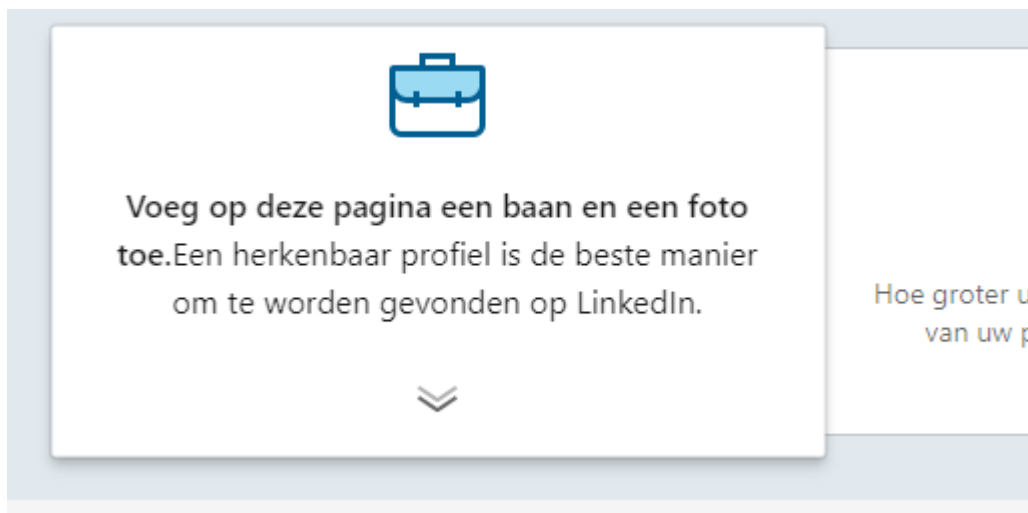 Voeg op deze pagina een baan en een foto
toe.Een herkenbaar profiel is de beste manier
om te worden gevonden op LinkedIn.
Hoe groter u
van uw p